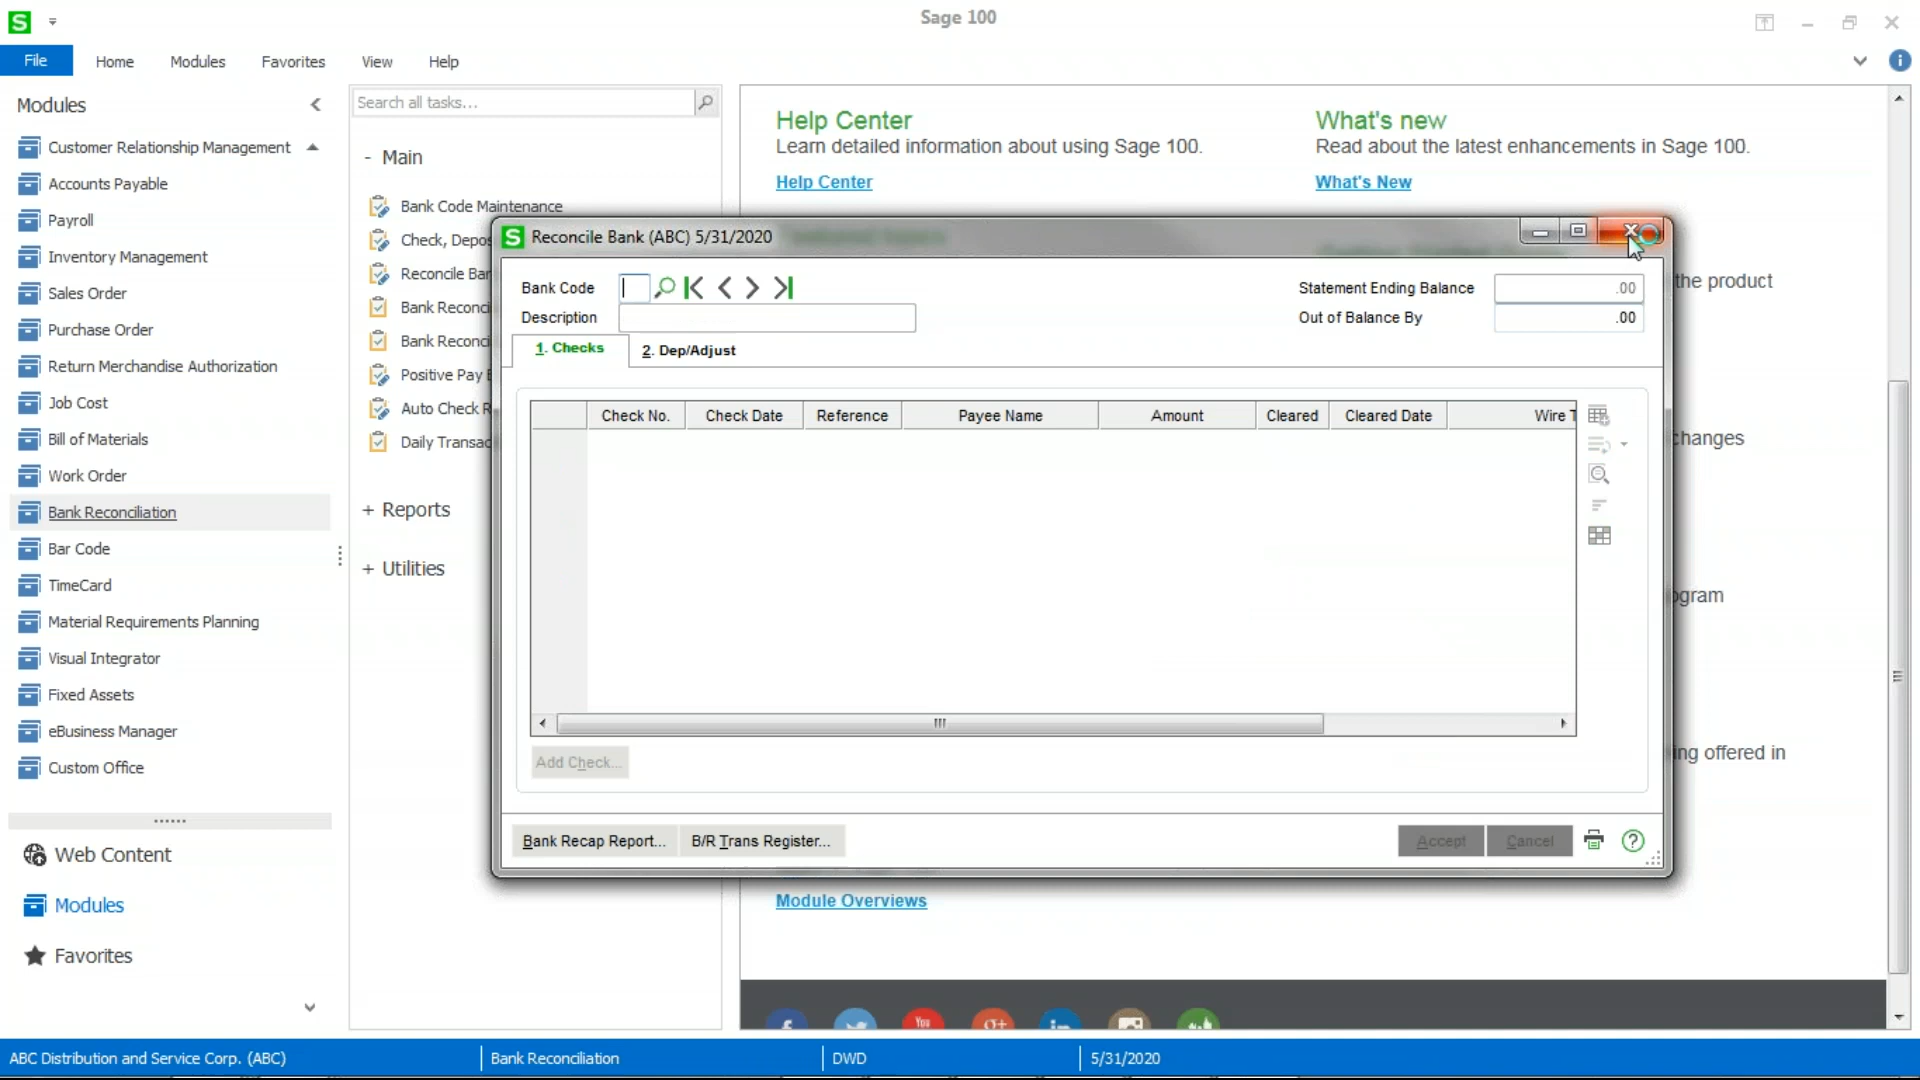 Sage 100
File
Home
Modules
Favorites
View
Help
Modules
Customer Relationship Management
Accounts Payable
Payroll
Inventory Management
Sales Order
Purchase Order
Return Merchandise Authorization
Job Cost
Bill of Materials
Work Order
Bank Reconciliation
Bar Code
TimeCard
Material Requirements Planning
Visual Integrator
Fixed Assets
eBusiness Manager
Custom Office
Web Content
Modules
Favorites
Search all tasks...
- Main
Bank Code Maintenance
Check, Depos
Reconcile Ban
Bank Reconci
Bank Reconci
Positive Pay E
Auto Check R
Daily Transac
+ Reports
+ Utilities
Help Center
Learn detailed information about using Sage 100.
Help Center
What's new
Read about the latest enhancements in Sage 100.
What's New
the product
changes
ogram
ing offered in
Module Overviews
Reconcile Bank (ABC) 5/31/2020
Bank Code
Description
Statement Ending Balance .00
Out of Balance By .00
1. Checks
2. Dep/Adjust
Check No.
Check Date
Reference
Payee Name
Amount
Cleared
Cleared Date
Wire T
Add Check...
Bank Recap Report...
B/R Trans Register...
Accept
Cancel
You
ABC Distribution and Service Corp. (ABC)
Bank Reconciliation
DWD
5/31/2020